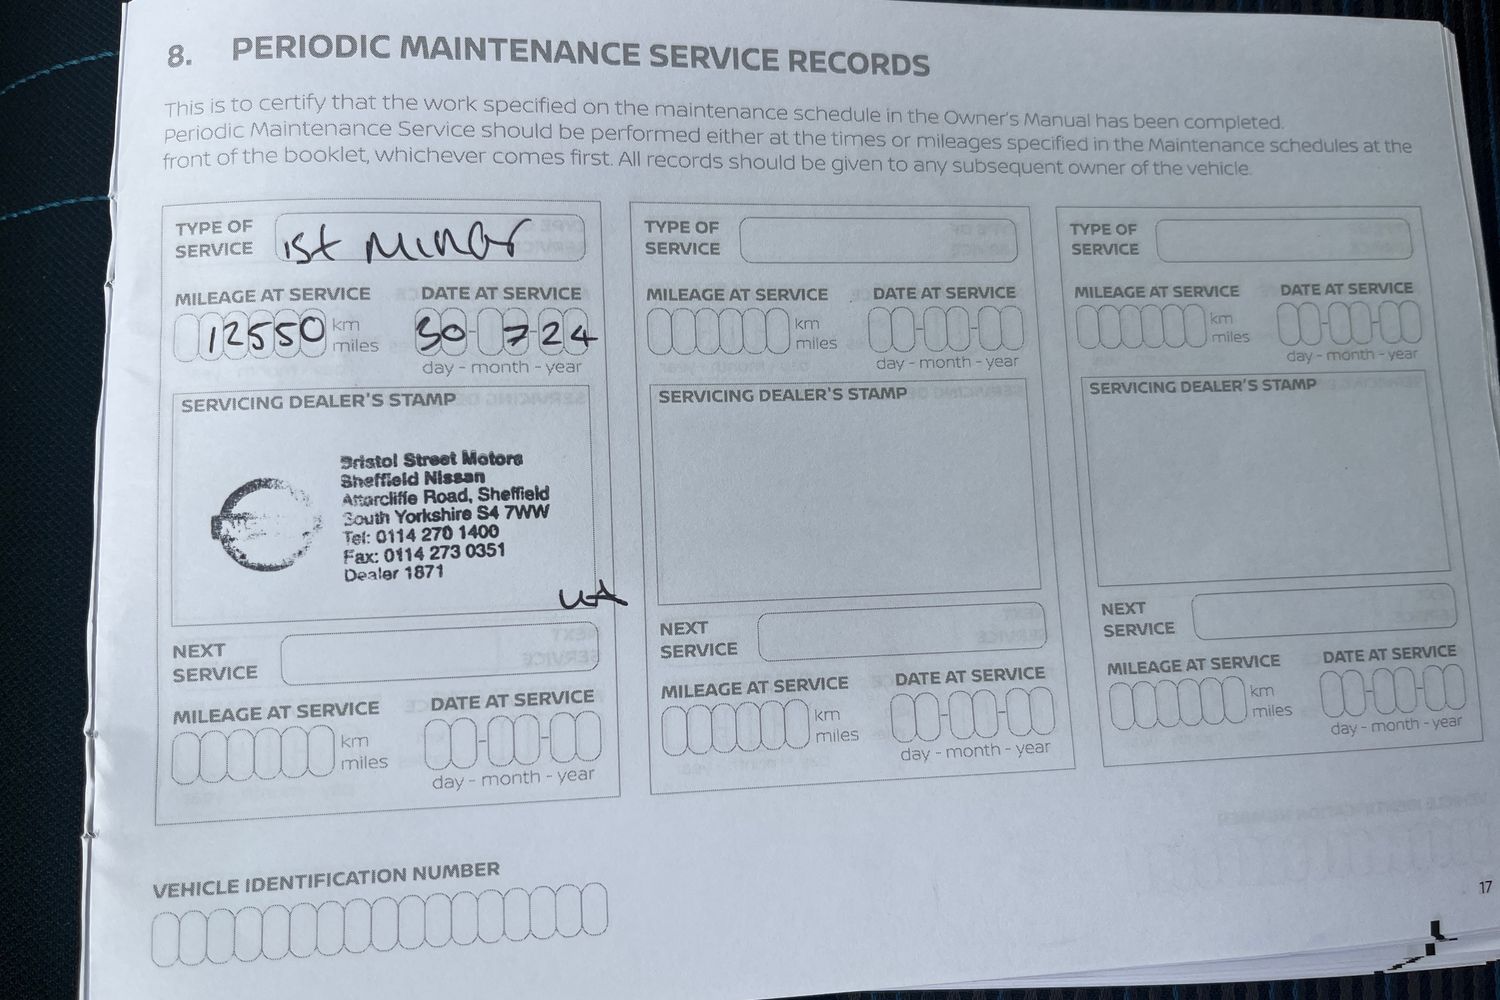 8. PERIODIC MAINTENANCE SERVICE RECORDS
This is to certify that the work specified on the maintenance schedule in the Owner's Manual has been completed.
Periodic Maintenance Service should be performed either at the times or mileages specified in the Maintenance schedules at the
front of the booklet, whichever comes first. All records should be given to any subsequent owner of the vehicle.
TYPE OF
SERVICE
1st Minor
MILEAGE AT SERVICE
12550
km
miles
DATE AT SERVICE
30-7-24
day - month - year
SERVICING DEALER'S STAMP
Bristol Street Motors
Sheffield Nissan
Attercliffe Road, Sheffield
South Yorkshire S4 7WW
Tel: 0114 270 1400
Fax: 0114 273 0351
Dealer 1871
NEXT
SERVICE
MILEAGE AT SERVICE
km
miles
DATE AT SERVICE
day - month - year
TYPE OF
SERVICE
MILEAGE AT SERVICE
km
miles
DATE AT SERVICE
day - month - year
SERVICING DEALER'S STAMP
NEXT
SERVICE
MILEAGE AT SERVICE
km
miles
DATE AT SERVICE
day - month - year
TYPE OF
SERVICE
MILEAGE AT SERVICE
km
miles
DATE AT SERVICE
day - month - year
SERVICING DEALER'S STAMP
NEXT
SERVICE
MILEAGE AT SERVICE
km
miles
DATE AT SERVICE
day - month - year
VEHICLE IDENTIFICATION NUMBER
17